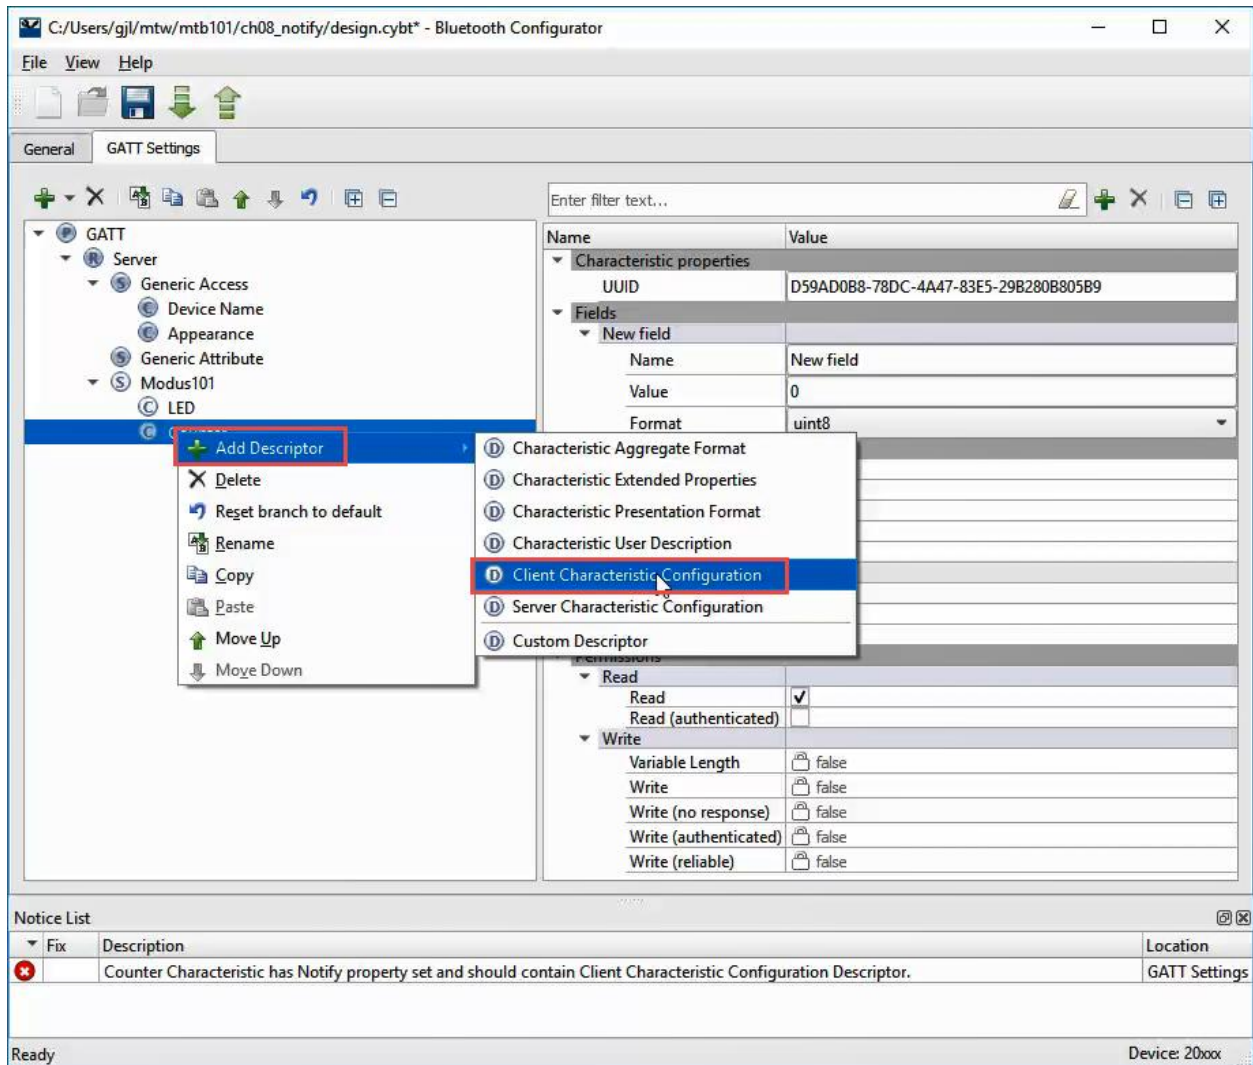 C:/Users/gjl/mtw/mtb101/ch08_notify/design.cybt* - Bluetooth Configurator
File View Help
General GATT Settings
Enter filter text...
GATT
Server
Generic Access
Device Name
Appearance
Generic Attribute
Modus101
LED
Add Descriptor
Delete
Reset branch to default
Rename
Copy
Paste
Move Up
Move Down
Characteristic Aggregate Format
Characteristic Extended Properties
Characteristic Presentation Format
Characteristic User Description
Client Characteristic Configuration
Server Characteristic Configuration
Custom Descriptor
Name Value
Characteristic properties
UUID D59AD0B8-78DC-4A47-83E5-29B280B805B9
Fields
New field
Name New field
Value 0
Format uint8
Permissions
Read
Read
Read (authenticated)
Write
Variable Length false
Write false
Write (no response) false
Write (authenticated) false
Write (reliable) false
Notice List
Fix Description Location
Counter Characteristic has Notify property set and should contain Client Characteristic Configuration Descriptor. GATT Settings
Ready Device: 20xxx